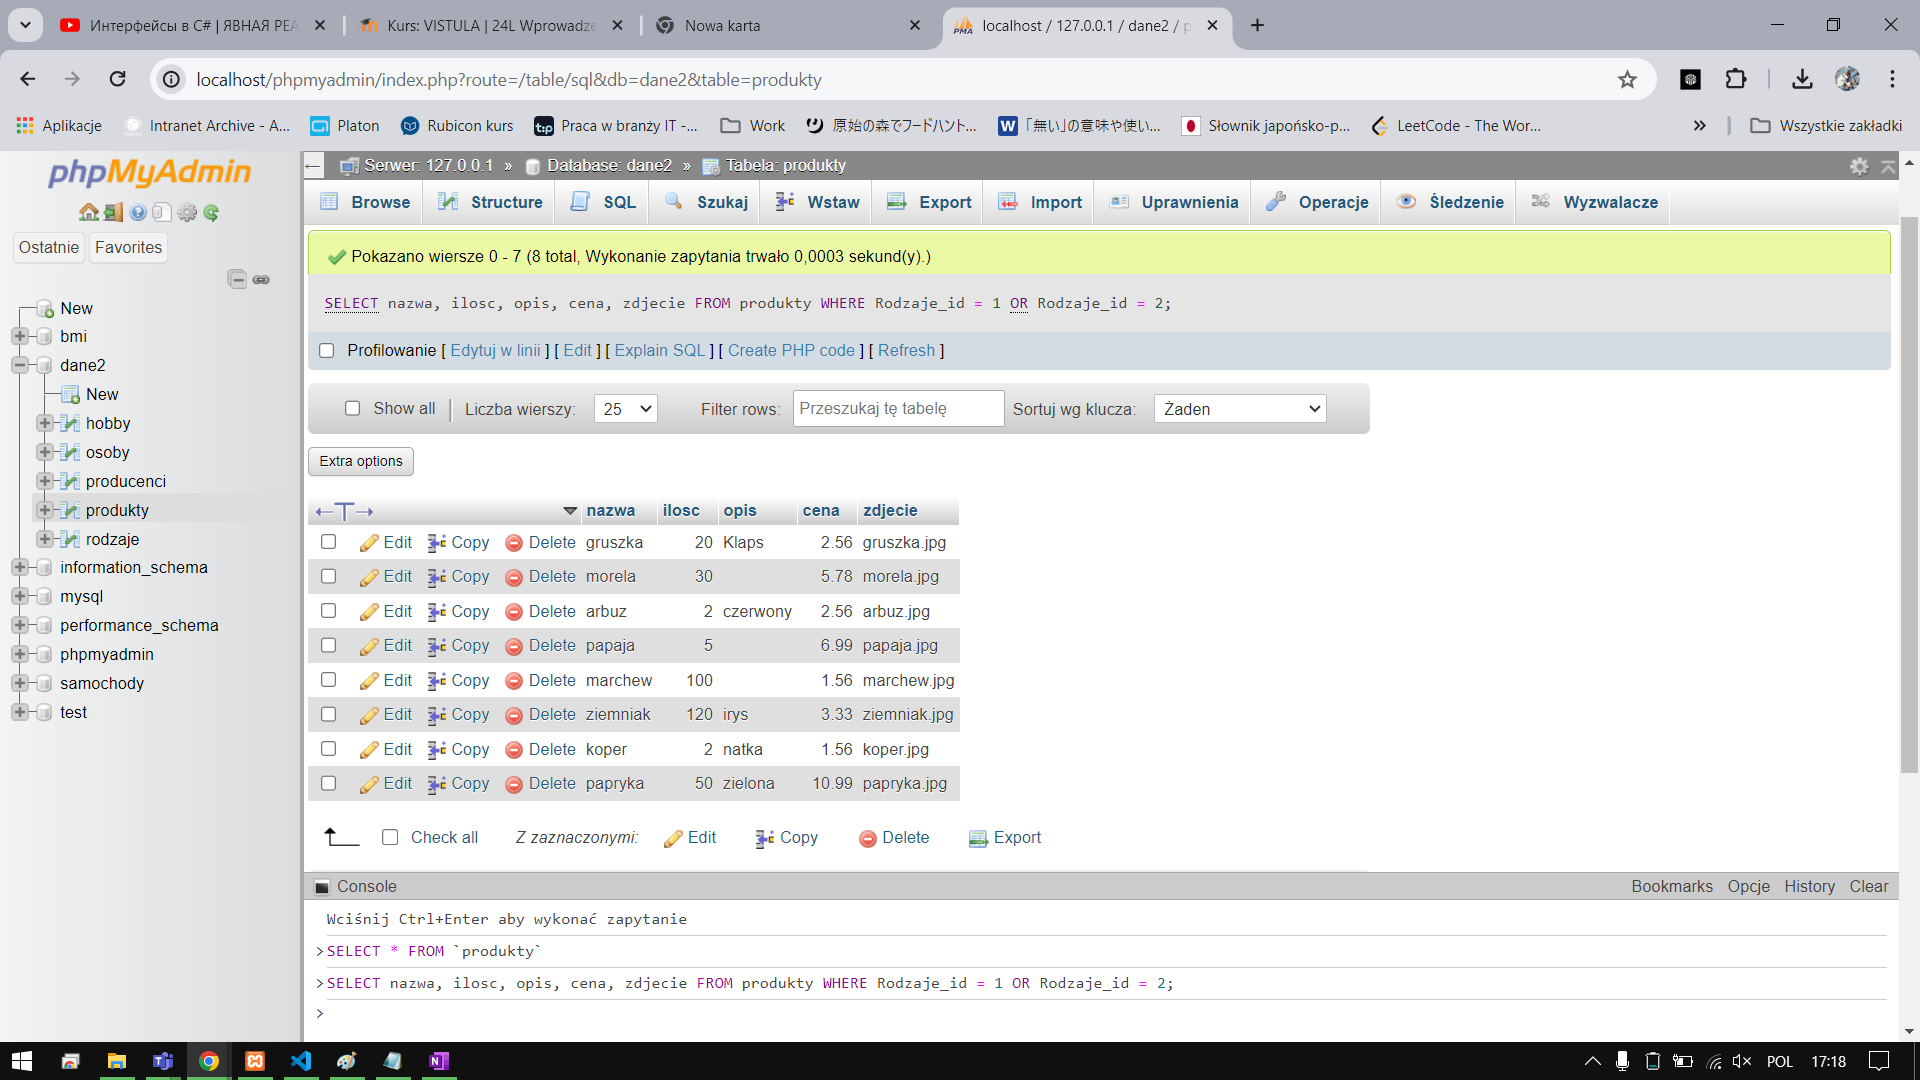 Интерфейсы в C# | ЯВНАЯ РЕА
Kurs: VISTULA | 24L Wprowadze
Nowa karta
localhost / 127.0.0.1 / dane2 / p
localhost/phpmyadmin/index.php?route=/table/sql&db=dane2&table=produkty
Aplikacje
Intranet Archive - A...
Platon
Rubicon kurs
Praca w branży IT -...
Work
原始の森でフードハント...
「無い」の意味や使い...
Słownik japońsko-p...
LeetCode - The Wor...
Wszystkie zakładki
phpMyAdmin
Ostatnie
Favorites
New
bmi
dane2
New
hobby
osoby
producenci
produkty
rodzaje
information_schema
mysql
performance_schema
phpmyadmin
samochody
test
Serwer: 127.0.0.1 » Database: dane2 » Tabela: produkty
Browse
Structure
SQL
Szukaj
Wstaw
Export
Import
Uprawnienia
Operacje
Śledzenie
Wyzwalacze
Pokazano wiersze 0 - 7 (8 total, Wykonanie zapytania trwało 0,0003 sekund(y).)
SELECT nazwa, ilosc, opis, cena, zdjecie FROM produkty WHERE Rodzaje_id = 1 OR Rodzaje_id = 2;
Profilowanie [ Edytuj w linii ] [ Edit ] [ Explain SQL ] [ Create PHP code ] [ Refresh ]
Show all | Liczba wierszy: 25 Filter rows: Przeszukaj tę tabelę Sortuj wg klucza: Żaden
Extra options
nazwa ilosc opis cena zdjecie
Edit Copy Delete gruszka 20 Klaps 2.56 gruszka.jpg
Edit Copy Delete morela 30 5.78 morela.jpg
Edit Copy Delete arbuz 2 czerwony 2.56 arbuz.jpg
Edit Copy Delete papaja 5 6.99 papaja.jpg
Edit Copy Delete marchew 100 1.56 marchew.jpg
Edit Copy Delete ziemniak 120 irys 3.33 ziemniak.jpg
Edit Copy Delete koper 2 natka 1.56 koper.jpg
Edit Copy Delete papryka 50 zielona 10.99 papryka.jpg
Check all Z zaznaczonymi: Edit Copy Delete Export
Console
Bookmarks Opcje History Clear
Wciśnij Ctrl+Enter aby wykonać zapytanie
>SELECT * FROM `produkty`
>SELECT nazwa, ilosc, opis, cena, zdjecie FROM produkty WHERE Rodzaje_id = 1 OR Rodzaje_id = 2;
>
POL 17:18